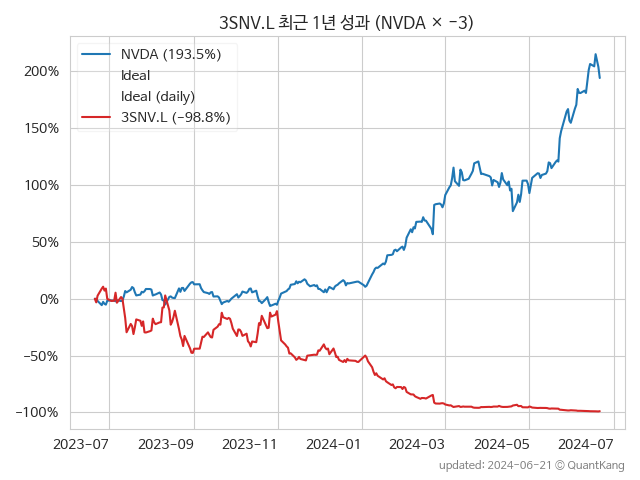 3SNV.L 최근 1년 성과 (NVDA × −3)
NVDA (193.5%)
Ideal
Ideal (daily)
3SNV.L (−98.8%)
200%
150%
100%
50%
0%
−50%
−100%
2023−07 2023−09 2023−11 2024−01 2024−03 2024−05 2024−07
updated: 2024-06-21 © QuantKang